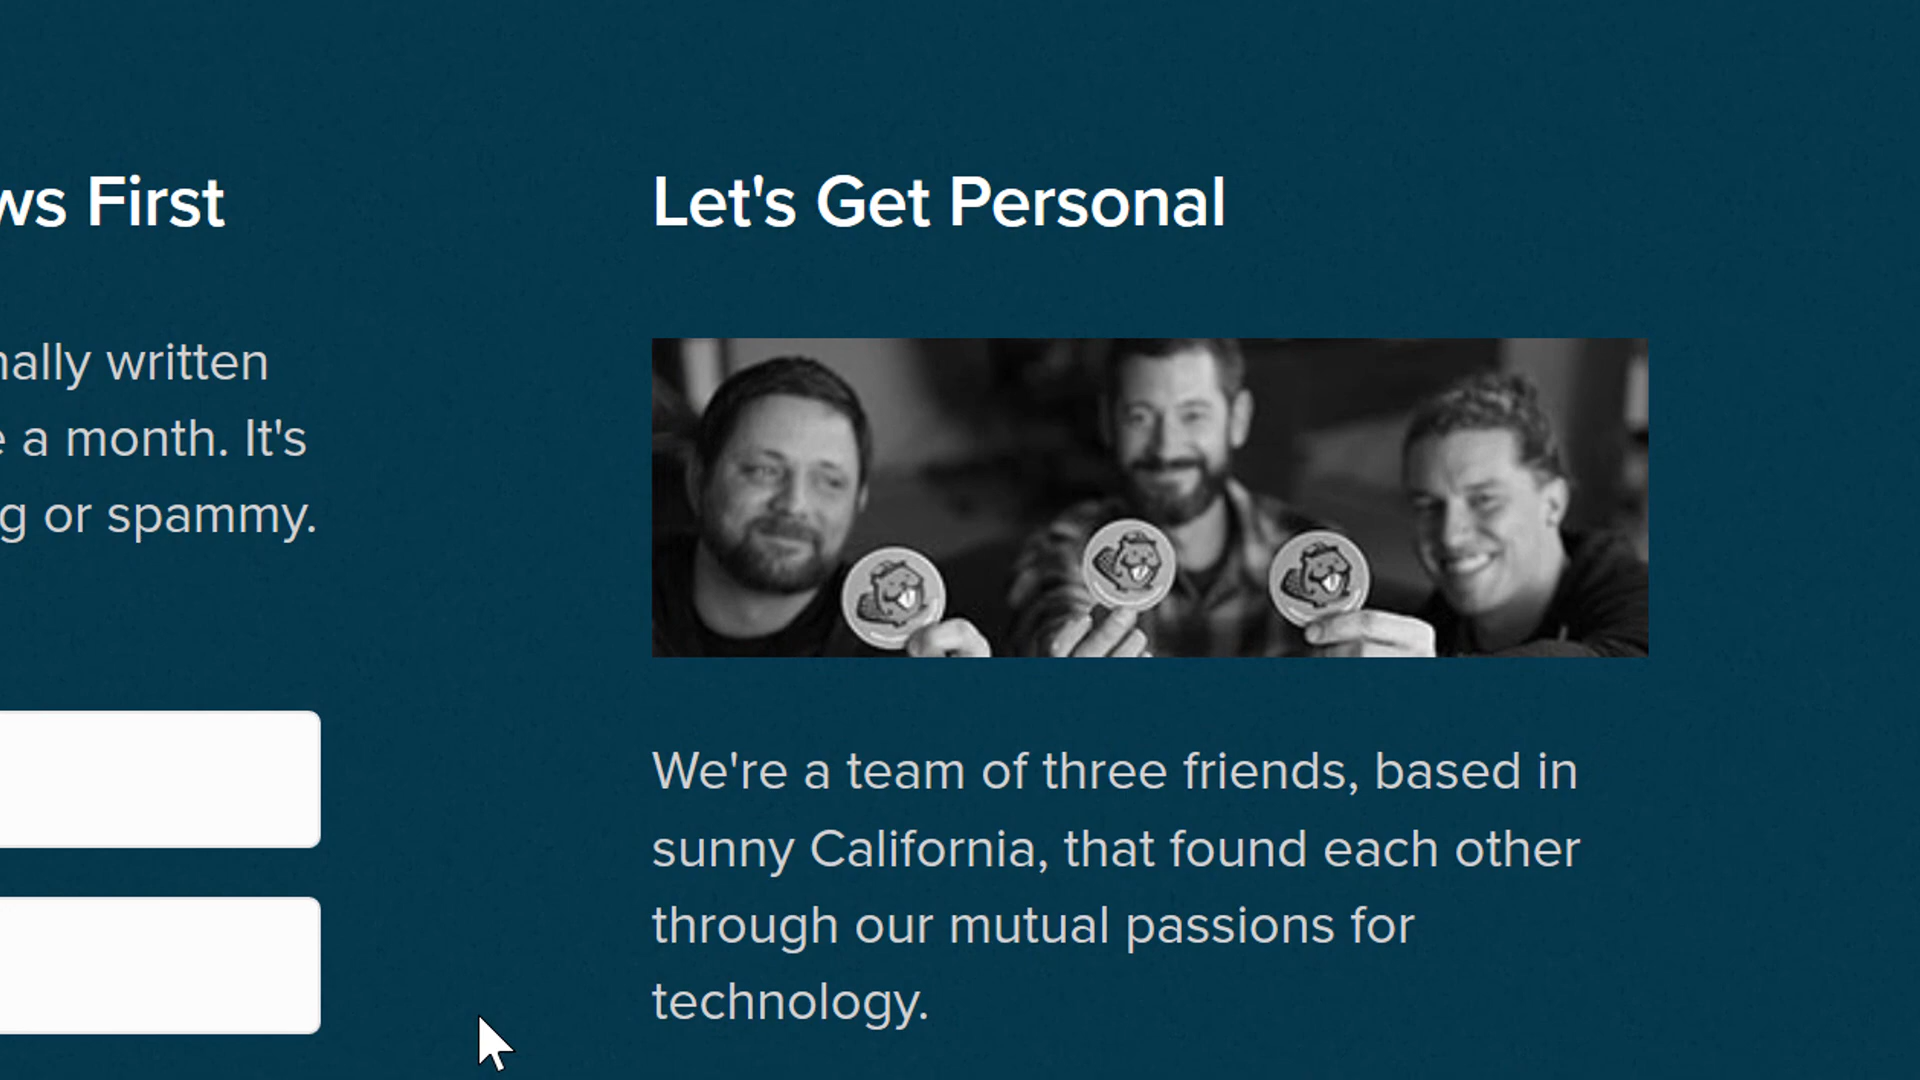 ws First
nally written
e a month. It's
g or spammy.
Let's Get Personal
We're a team of three friends, based in
sunny California, that found each other
through our mutual passions for
technology.